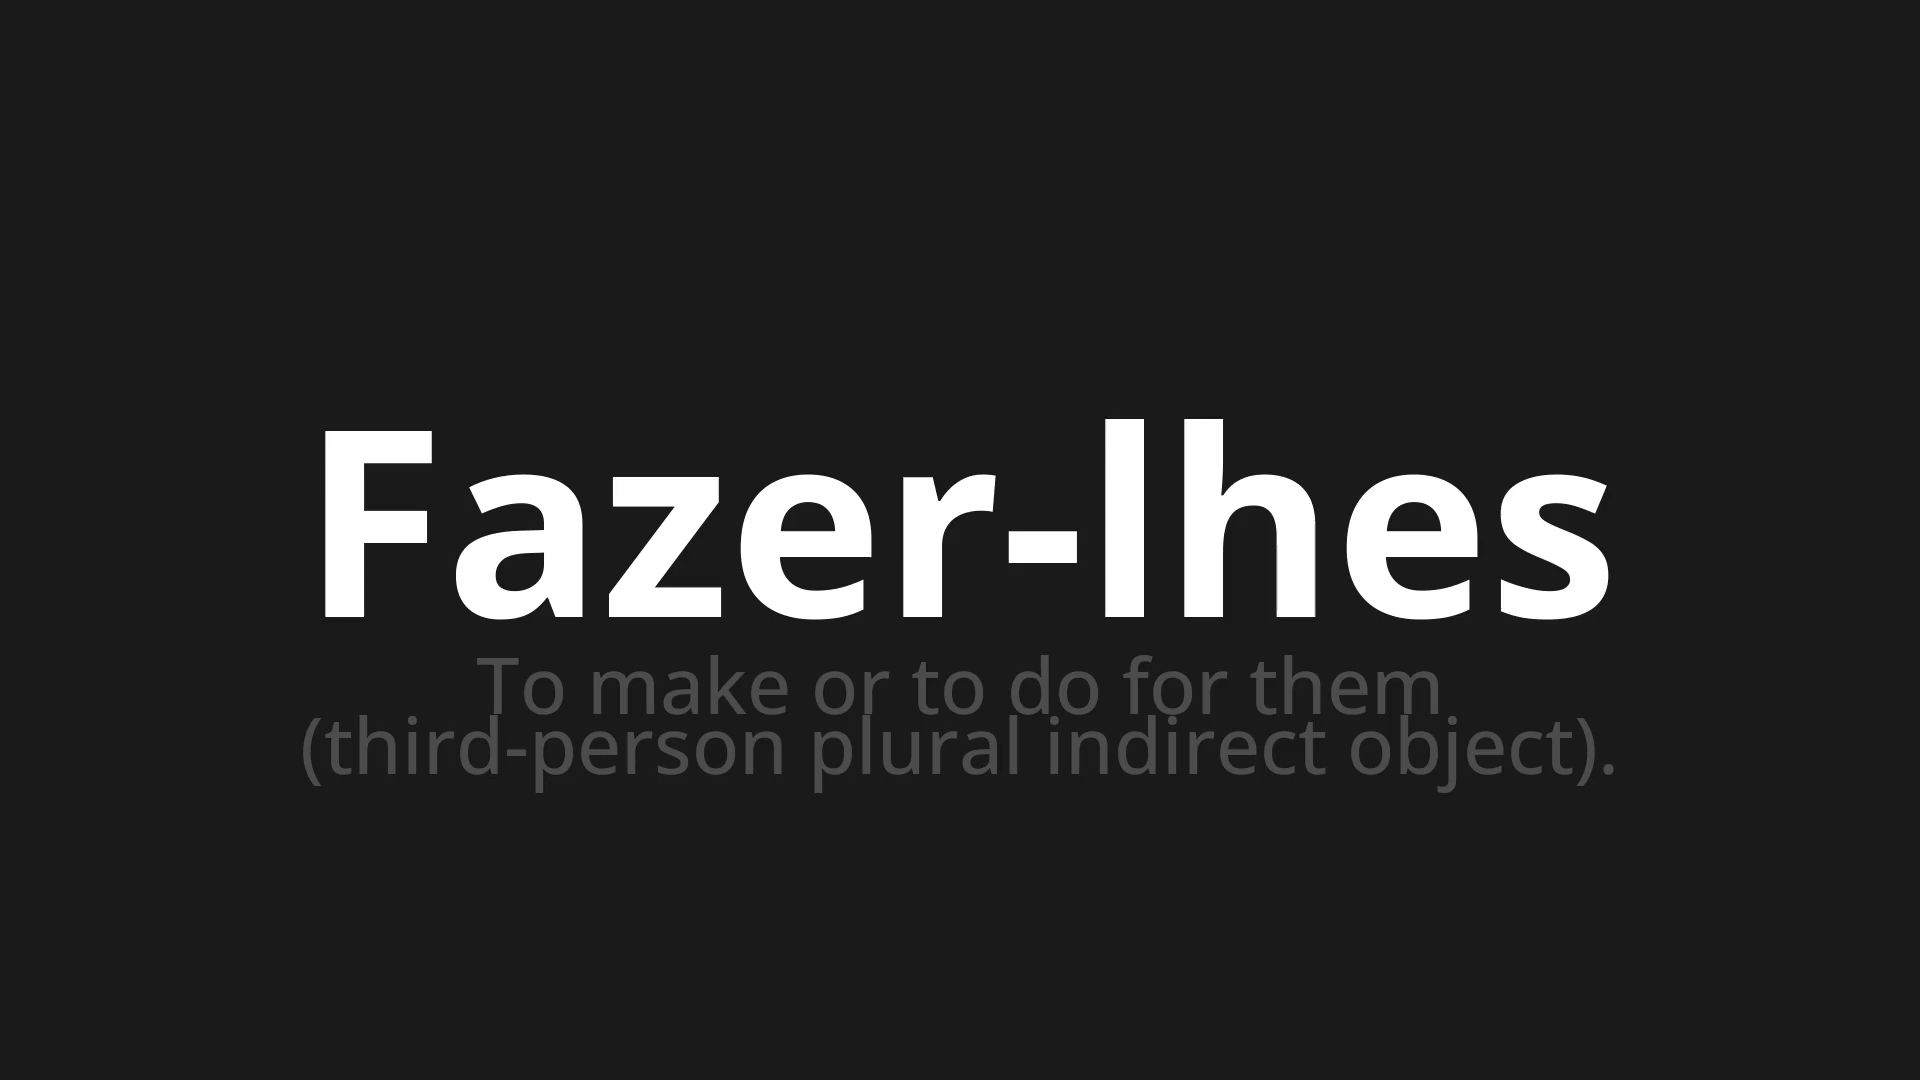 Fazer-lhes
To make or to do for them
(third-person plural indirect object).